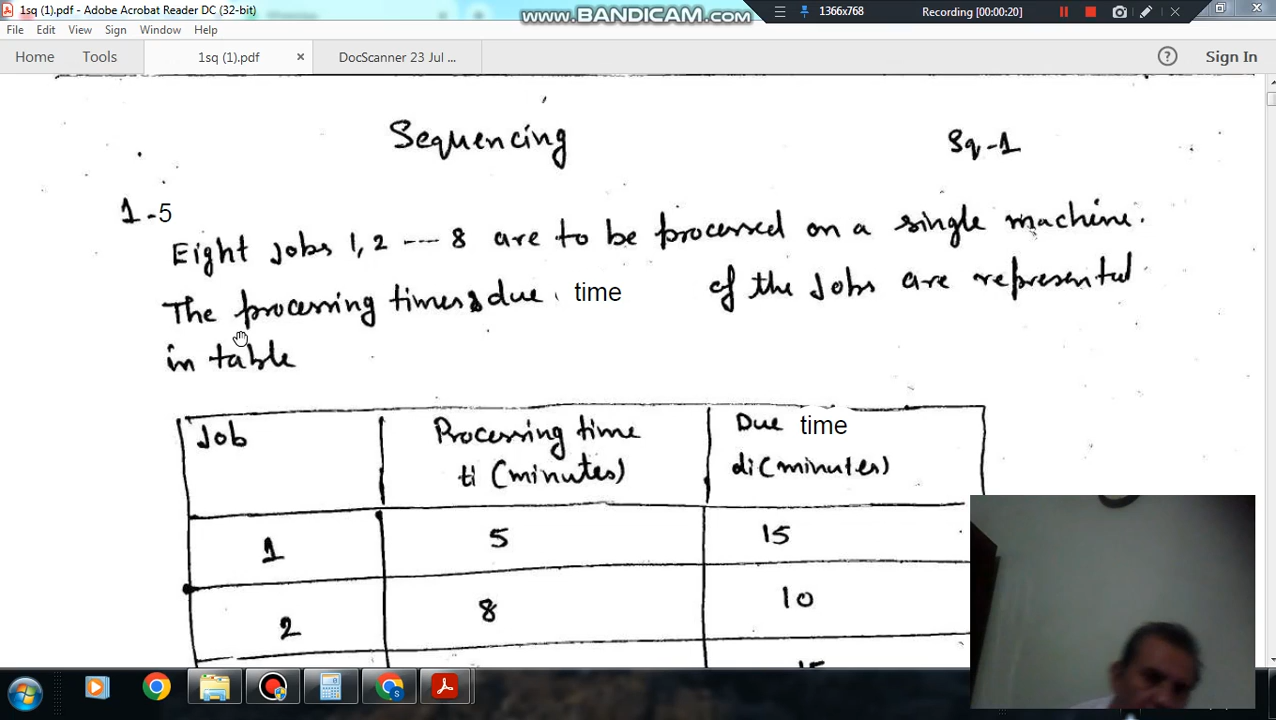 1sq (1).pdf - Adobe Acrobat Reader DC (32-bit)
www.BANDICAM.com
1366x768
Recording [00:00:20]
File Edit View Sign Window Help
Home Tools 1sq (1).pdf × DocScanner 23 Jul ... ? Sign In
Sequencing Sq-1
1-5
Eight Jobs 1, 2 ---- 8 are to be processed on a single machine.
The processing times & due time of the Jobs are represented
in table
Job Processing time Due time
ti (minutes) di (minutes)
1 5 15
2 8 10
15